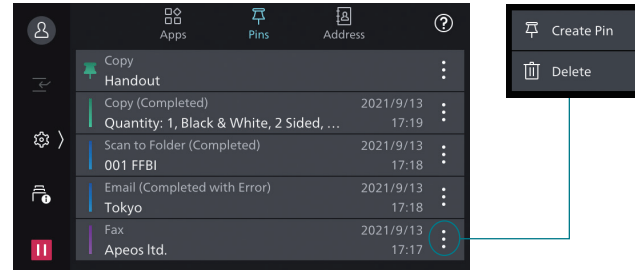 Apps
Pins
Address
?
Copy
Handout
Copy (Completed) 2021/9/13
Quantity: 1, Black & White, 2 Sided, ... 17:19
Scan to Folder (Completed) 2021/9/13
001 FFBI 17:18
Email (Completed with Error) 2021/9/13
Tokyo 17:18
Fax 2021/9/13
Apeos ltd. 17:17
Create Pin
Delete